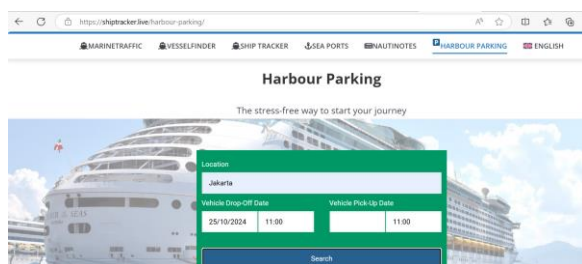 https://shiptracker.live/harbour-parking/
MARINETRAFFIC VESSELFINDER SHIP TRACKER SEA PORTS NAUTINOTES P HARBOUR PARKING ENGLISH
Harbour Parking
The stress-free way to start your journey
Location
Jakarta
Vehicle Drop-Off Date Vehicle Pick-Up Date
25/10/2024 11:00 11:00
Search